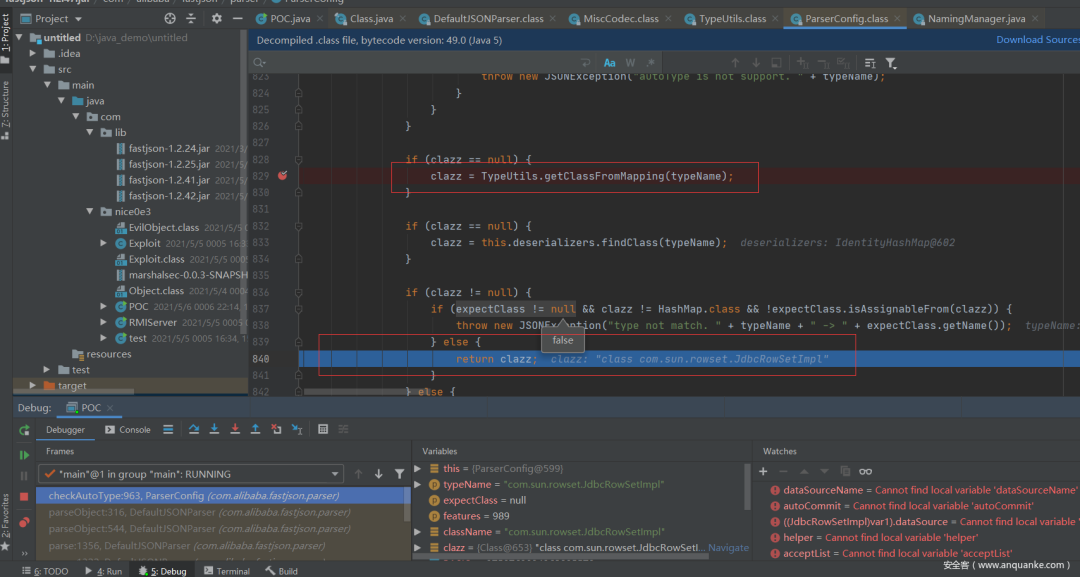 Project
POC.java
Class.java
DefaultJSONParser.class
MiscCodec.class
TypeUtils.class
ParserConfig.class
NamingManager.java
Decompiled .class file, bytecode version: 49.0 (Java 5)
Download Sources
1: Project
Z: Structure
2: Favorites
untitled D:\java_demo\untitled
.idea
src
main
java
com
lib
fastjson-1.2.24.jar 2021/3/
fastjson-1.2.25.jar 2021/5/
fastjson-1.2.41.jar 2021/5/
fastjson-1.2.42.jar 2021/5/
nice0e3
EvilObject.class 2021/5/5 0
Exploit 2021/5/5 0005 16:3
Exploit.class 2021/5/5 0005
marshalsec-0.0.3-SNAPSH
Object.class 2021/5/4 0004
POC 2021/5/6 0006 22:14, 1
RMIServer 2021/5/5 0005
test 2021/5/5 0005 16:34, 15
resources
test
target
Aa W .*
823 throw new JSONException("autoType is not support. " + typeName);
824 }
825 }
826 }
827
828 if (clazz == null) {
829 clazz = TypeUtils.getClassFromMapping(typeName);
830 }
831
832 if (clazz == null) {
833 clazz = this.deserializers.findClass(typeName); deserializers: IdentityHashMap@602
834 }
835
836 if (clazz != null) {
837 if (expectClass != null && clazz != HashMap.class && !expectClass.isAssignableFrom(clazz)) {
838 throw new JSONException("type not match. " + typeName + " -> " + expectClass.getName()); typeName:
839 } else {
false
840 return clazz; clazz: "class com.sun.rowset.JdbcRowSetImpl"
841 }
842 } else {
Debug: POC
Debugger Console
Frames
"main"@1 in group "main": RUNNING
checkAutoType:963, ParserConfig (com.alibaba.fastjson.parser)
parseObject:316, DefaultJSONParser (com.alibaba.fastjson.parser)
parseObject:544, DefaultJSONParser (com.alibaba.fastjson.parser)
parse:1356, DefaultJSONParser (com.alibaba.fastjson.parser)
Variables
this = {ParserConfig@599}
typeName = "com.sun.rowset.JdbcRowSetImpl"
expectClass = null
features = 989
className = "com.sun.rowset.JdbcRowSetImpl"
clazz = {Class@653} "class com.sun.rowset.JdbcRowSetI... Navigate
Watches
dataSourceName = Cannot find local variable 'dataSourceName'
autoCommit = Cannot find local variable 'autoCommit'
((JdbcRowSetImpl)var1).dataSource = Cannot find local variable
helper = Cannot find local variable 'helper'
acceptList = Cannot find local variable 'acceptList'
6: TODO 4: Run 5: Debug Terminal Build
安全客（www.anquanke.com）